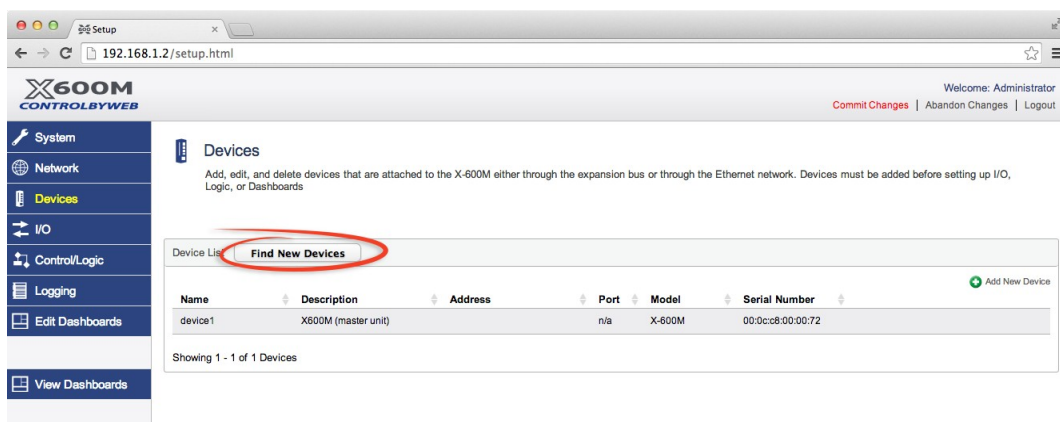 Setup
192.168.1.2/setup.html
X600M
CONTROLBYWEB
Welcome: Administrator
Commit Changes | Abandon Changes | Logout
System
Network
Devices
I/O
Control/Logic
Logging
Edit Dashboards
View Dashboards
Devices
Add, edit, and delete devices that are attached to the X-600M either through the expansion bus or through the Ethernet network. Devices must be added before setting up I/O,
Logic, or Dashboards
Device List Find New Devices
Add New Device
Name Description Address Port Model Serial Number
device1 X600M (master unit) n/a X-600M 00:0c:c8:00:00:72
Showing 1 - 1 of 1 Devices